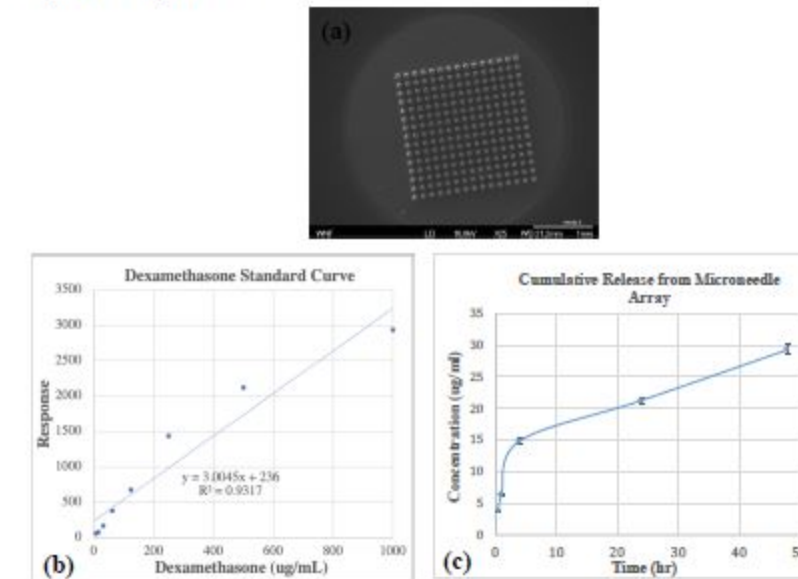 (a)
X25
1mm
Dexamethasone Standard Curve
3500
3000
2500
2000
1500
1000
500
0
Response
y = 3.0045x + 236
R² = 0.9317
0 200 400 600 800 1000
Dexamethasone (ug/mL)
(b)
Cumulative Release from Microneedle
Array
35
30
25
20
15
10
5
0
Concentration (ug/ml)
0 10 20 30 40
Time (hr)
(c)